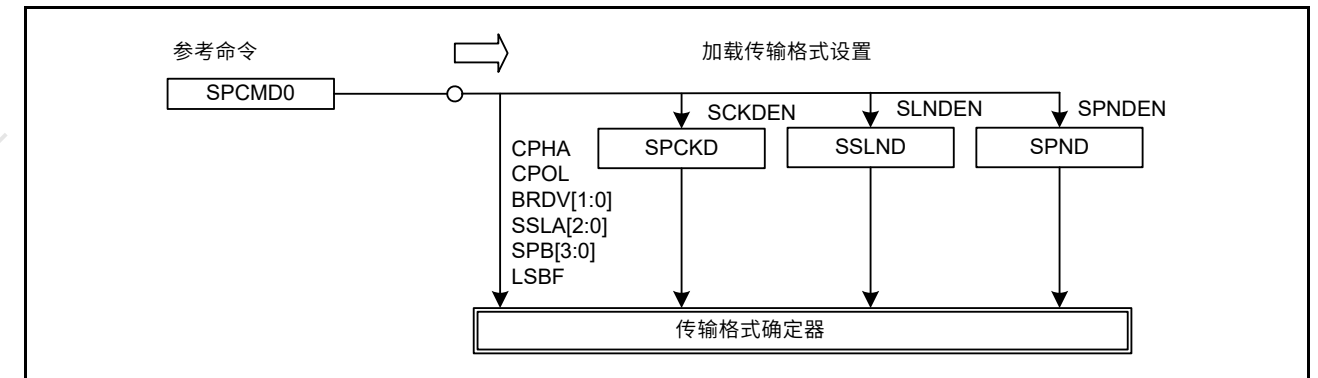 参考命令
加载传输格式设置
SPCMD0
SCKDEN
SLNDEN
SPNDEN
SPCKD
SSLND
SPND
CPHA
CPOL
BRDV[1:0]
SSLA[2:0]
SPB[3:0]
LSBF
传输格式确定器